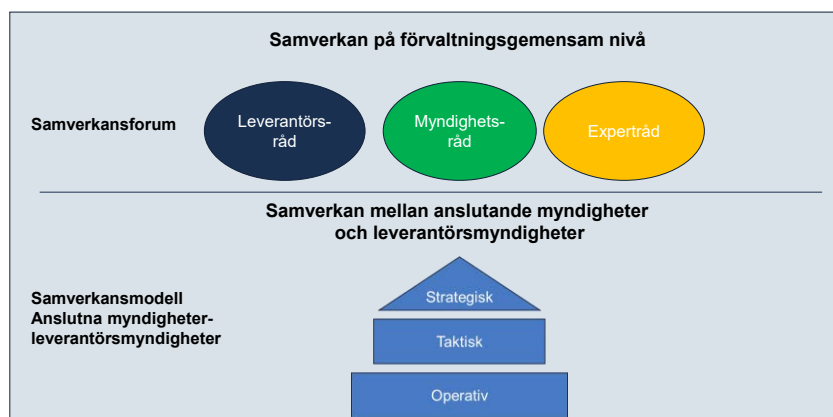 Samverkan på förvaltningsgemensam nivå
Samverkansforum
Leverantörs-
råd
Myndighets-
råd
Expertråd
Samverkan mellan anslutande myndigheter
och leverantörsmyndigheter
Samverkansmodell
Anslutna myndigheter-
leverantörsmyndigheter
Strategisk
Taktisk
Operativ